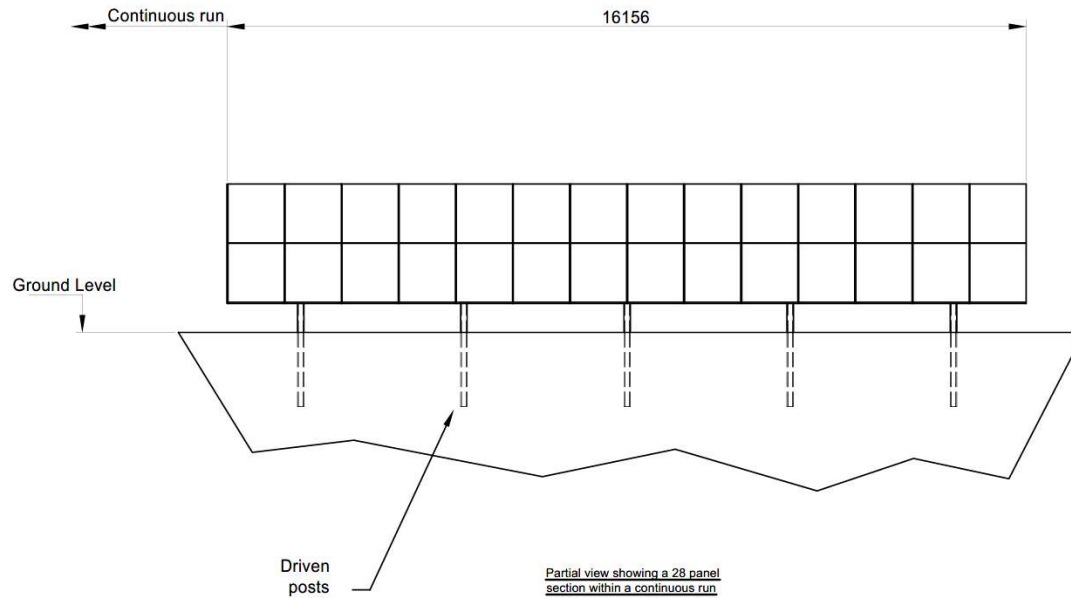 Continuous run
16156
Ground Level
Driven
posts
Partial view showing a 28 panel
section within a continuous run